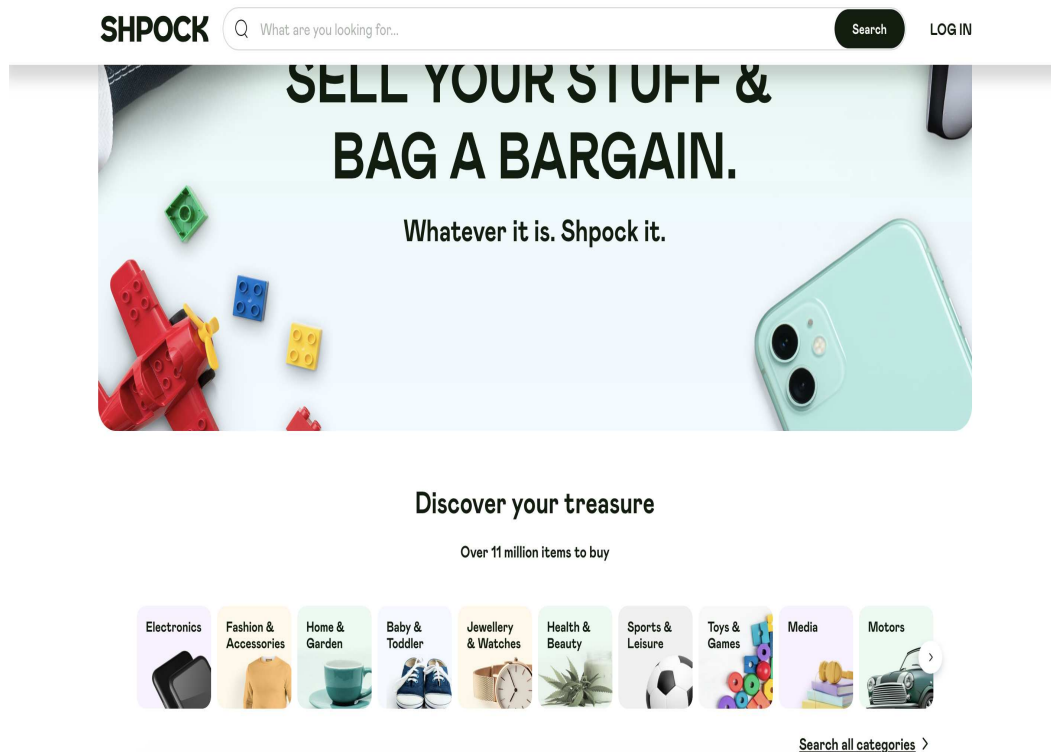 SHPOCK
What are you looking for...
Search
LOG IN
SELL YOUR STUFF &
BAG A BARGAIN.
Whatever it is. Shpock it.
Discover your treasure
Over 11 million items to buy
Electronics
Fashion &
Accessories
Home &
Garden
Baby &
Toddler
Jewellery
& Watches
Health &
Beauty
Sports &
Leisure
Toys &
Games
Media
Motors
Search all categories